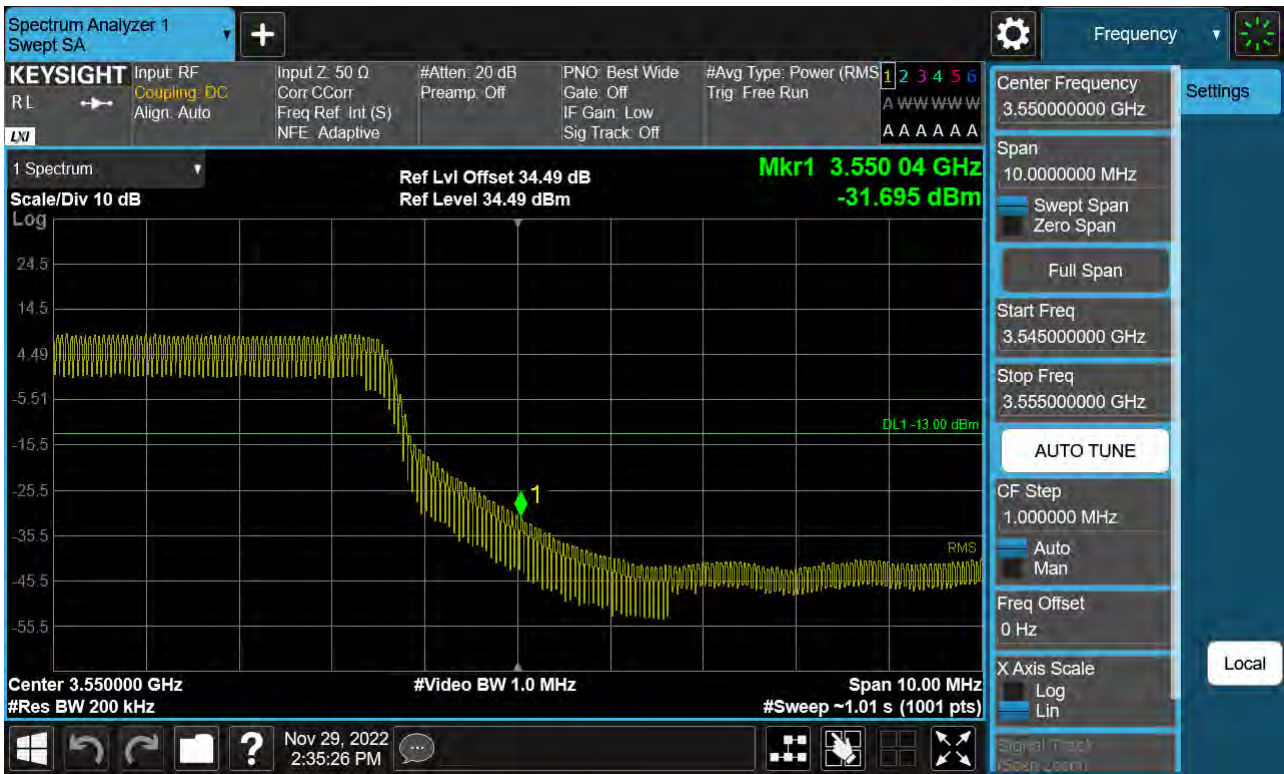 Spectrum Analyzer 1
Swept SA
+
Frequency
KEYSIGHT
RL
LXI
Input: RF
Coupling: DC
Align: Auto
Input Z: 50 Ω
Corr CCorr
Freq Ref: Int (S)
NFE: Adaptive
#Atten: 20 dB
Preamp: Off
PNO: Best Wide
Gate: Off
IF Gain: Low
Sig Track: Off
#Avg Type: Power (RMS
Trig: Free Run
1 2 3 4 5 6
A W W W W W
A A A A A A
1 Spectrum
Scale/Div 10 dB
Log
Ref Lvl Offset 34.49 dB
Ref Level 34.49 dBm
Mkr1 3.550 04 GHz
-31.695 dBm
24.5
14.5
4.49
-5.51
-15.5
-25.5
-35.5
-45.5
-55.5
DL1 -13.00 dBm
1
RMS
Center 3.550000 GHz
#Res BW 200 kHz
#Video BW 1.0 MHz
Span 10.00 MHz
#Sweep ~1.01 s (1001 pts)
Center Frequency
3.550000000 GHz
Span
10.0000000 MHz
Swept Span
Zero Span
Full Span
Start Freq
3.545000000 GHz
Stop Freq
3.555000000 GHz
AUTO TUNE
CF Step
1.000000 MHz
Auto
Man
Freq Offset
0 Hz
X Axis Scale
Log
Lin
Signal Track
(Span Zoom)
Settings
Local
?
Nov 29, 2022
2:35:26 PM